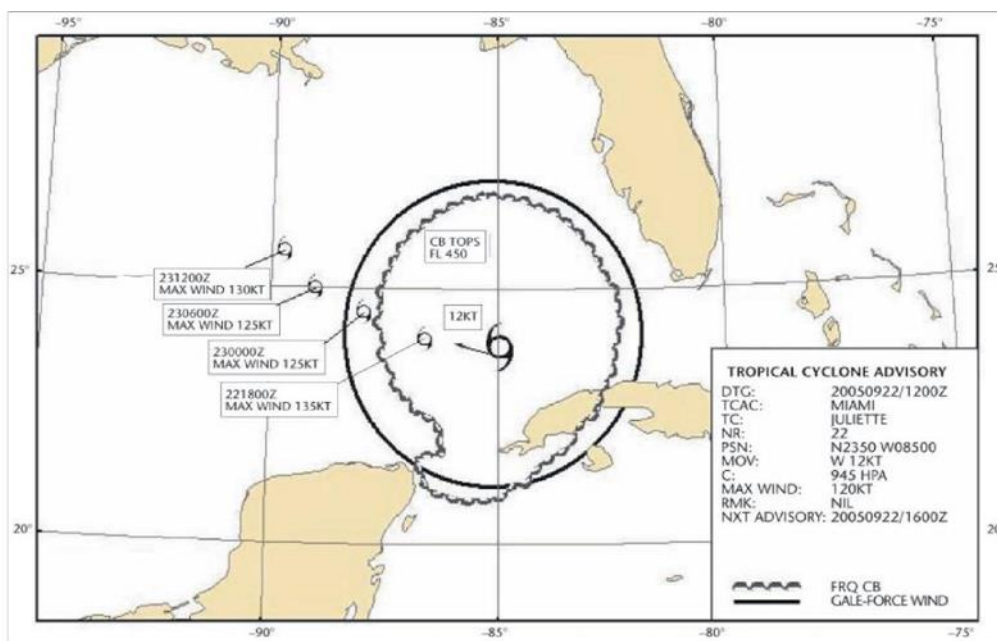 -95° -90° -85° -80° -75°
CB TOPS
FL 450
25° 25
231200Z
MAX WIND 130KT
230600Z
MAX WIND 125KT
12KT
230000Z
MAX WIND 125KT
221800Z
MAX WIND 135KT
TROPICAL CYCLONE ADVISORY
DTG: 20050922/1200Z
TCAC: MIAMI
TC: JULIETTE
NR: 22
PSN: N2350 W08500
MOV: W 12KT
C: 945 HPA
MAX WIND: 120KT
RMK: NIL
NXT ADVISORY: 20050922/1600Z
20° 20
FRQ CB
GALE-FORCE WIND
-90° -85° -80° -75°